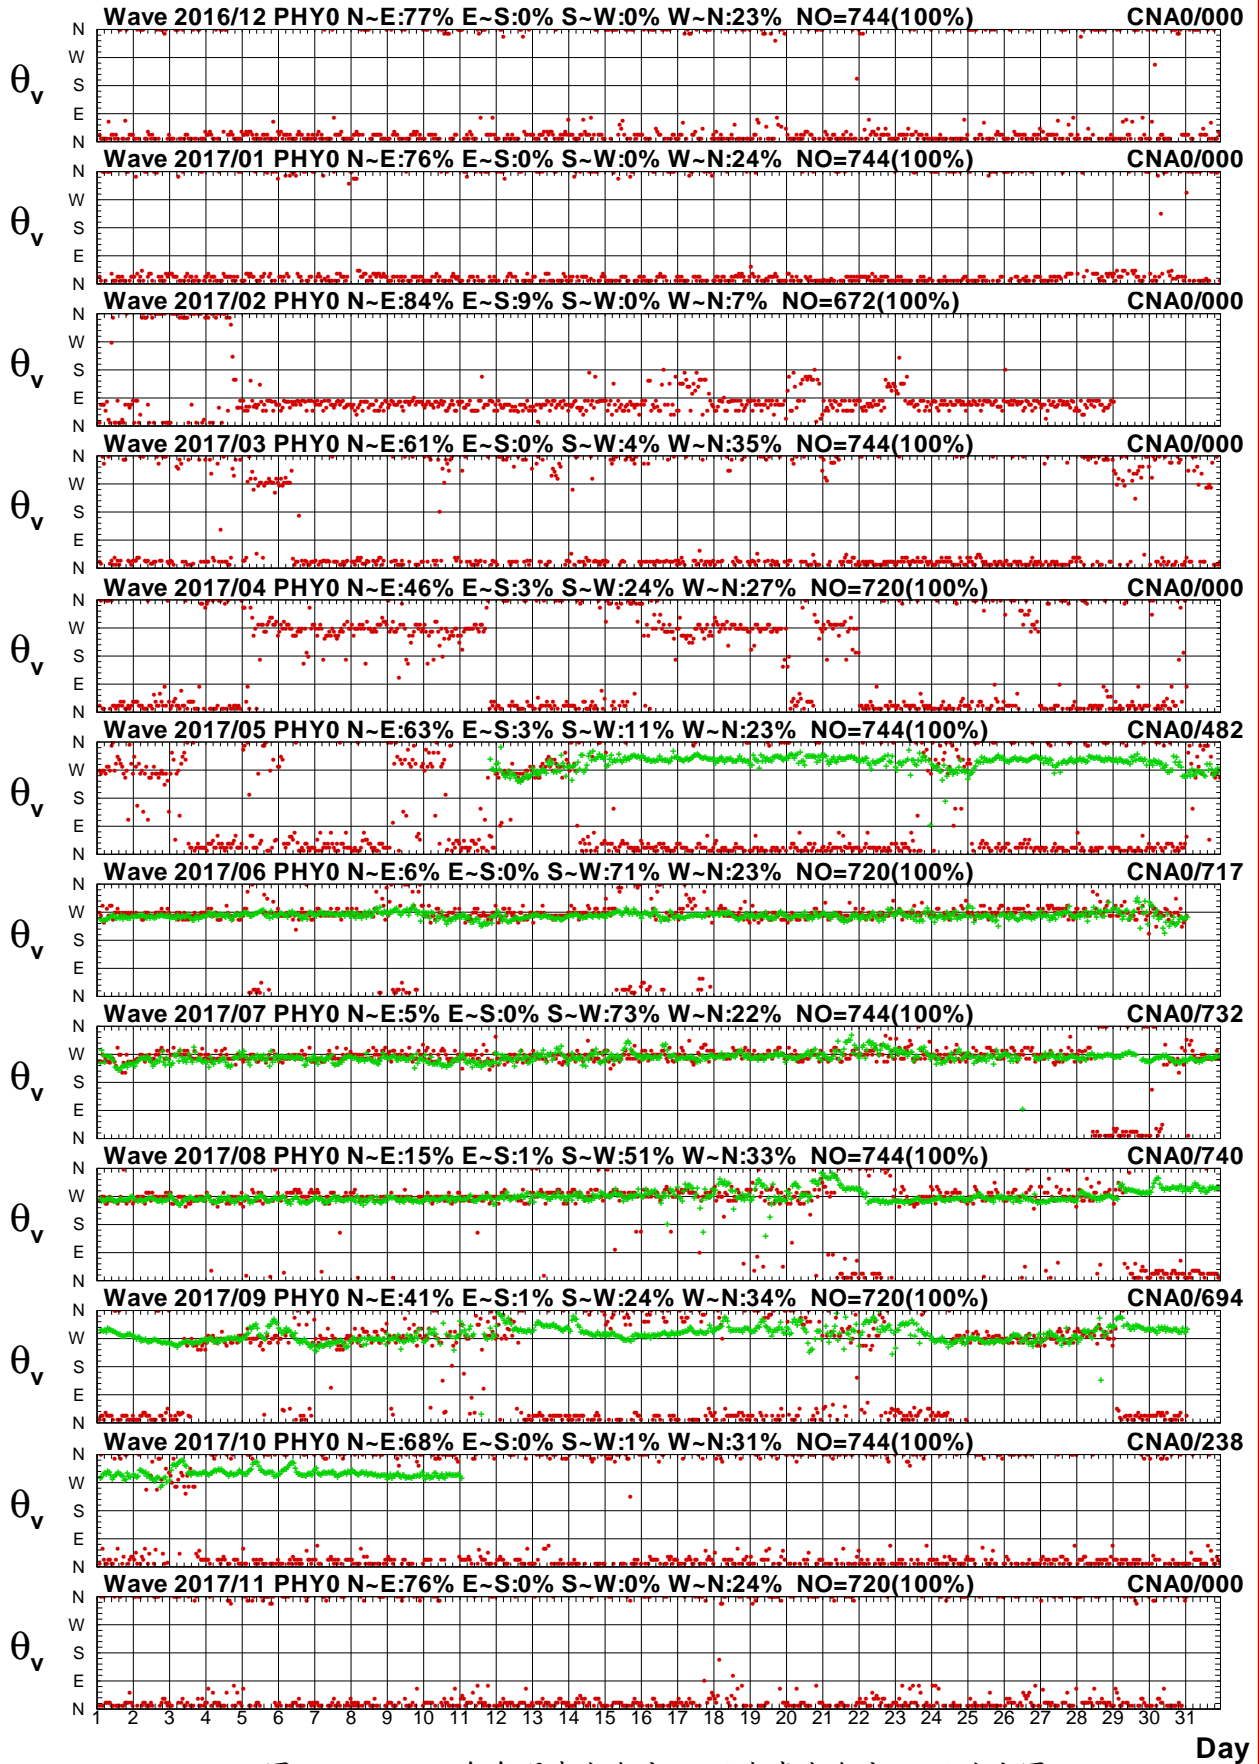 Wave 2016/12 PHY0 N~E:77% E~S:0% S~W:0% W~N:23% NO=744(100%) CNA0/000
N
W
θv S
E
N
Wave 2017/01 PHY0 N~E:76% E~S:0% S~W:0% W~N:24% NO=744(100%) CNA0/000
N
W
θv S
E
N
Wave 2017/02 PHY0 N~E:84% E~S:9% S~W:0% W~N:7% NO=672(100%) CNA0/000
N
W
θv S
E
N
Wave 2017/03 PHY0 N~E:61% E~S:0% S~W:4% W~N:35% NO=744(100%) CNA0/000
N
W
θv S
E
N
Wave 2017/04 PHY0 N~E:46% E~S:3% S~W:24% W~N:27% NO=720(100%) CNA0/000
N
W
θv S
E
N
Wave 2017/05 PHY0 N~E:63% E~S:3% S~W:11% W~N:23% NO=744(100%) CNA0/482
N
W
θv S
E
N
Wave 2017/06 PHY0 N~E:6% E~S:0% S~W:71% W~N:23% NO=720(100%) CNA0/717
N
W
θv S
E
N
Wave 2017/07 PHY0 N~E:5% E~S:0% S~W:73% W~N:22% NO=744(100%) CNA0/732
N
W
θv S
E
N
Wave 2017/08 PHY0 N~E:15% E~S:1% S~W:51% W~N:33% NO=744(100%) CNA0/740
N
W
θv S
E
N
Wave 2017/09 PHY0 N~E:41% E~S:1% S~W:24% W~N:34% NO=720(100%) CNA0/694
N
W
θv S
E
N
Wave 2017/10 PHY0 N~E:68% E~S:0% S~W:1% W~N:31% NO=744(100%) CNA0/238
N
W
θv S
E
N
Wave 2017/11 PHY0 N~E:76% E~S:0% S~W:0% W~N:24% NO=720(100%) CNA0/000
N
W
θv S
E
N
1 2 3 4 5 6 7 8 9 10 11 12 13 14 15 16 17 18 19 20 21 22 23 24 25 26 27 28 29 30 31
Day